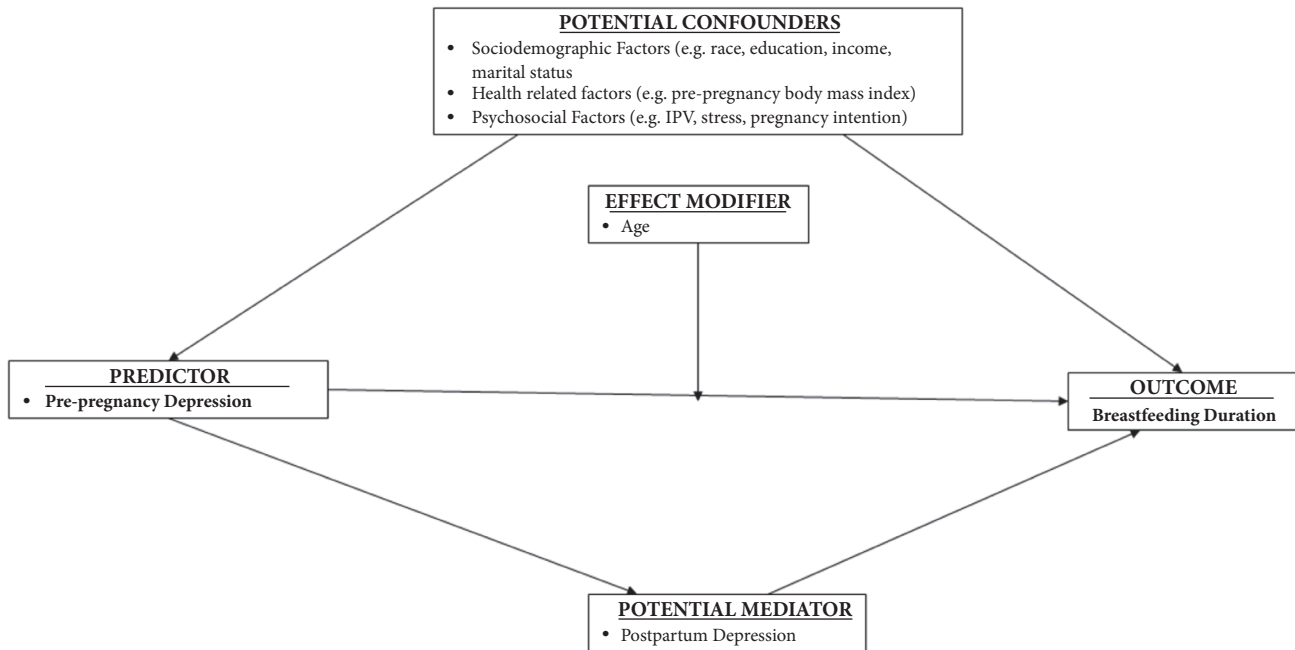 POTENTIAL CONFOUNDERS
• Sociodemographic Factors (e.g. race, education, income,
marital status
• Health related factors (e.g. pre-pregnancy body mass index)
• Psychosocial Factors (e.g. IPV, stress, pregnancy intention)
EFFECT MODIFIER
• Age
PREDICTOR
• Pre-pregnancy Depression
OUTCOME
Breastfeeding Duration
POTENTIAL MEDIATOR
• Postpartum Depression